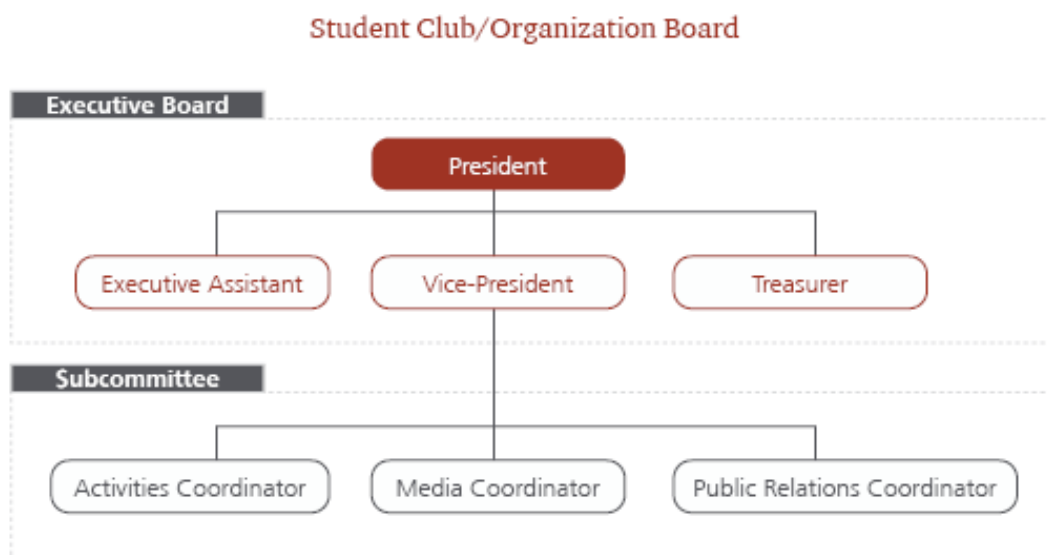 Student Club/Organization Board
Executive Board
President
Executive Assistant
Vice-President
Treasurer
Subcommittee
Activities Coordinator
Media Coordinator
Public Relations Coordinator